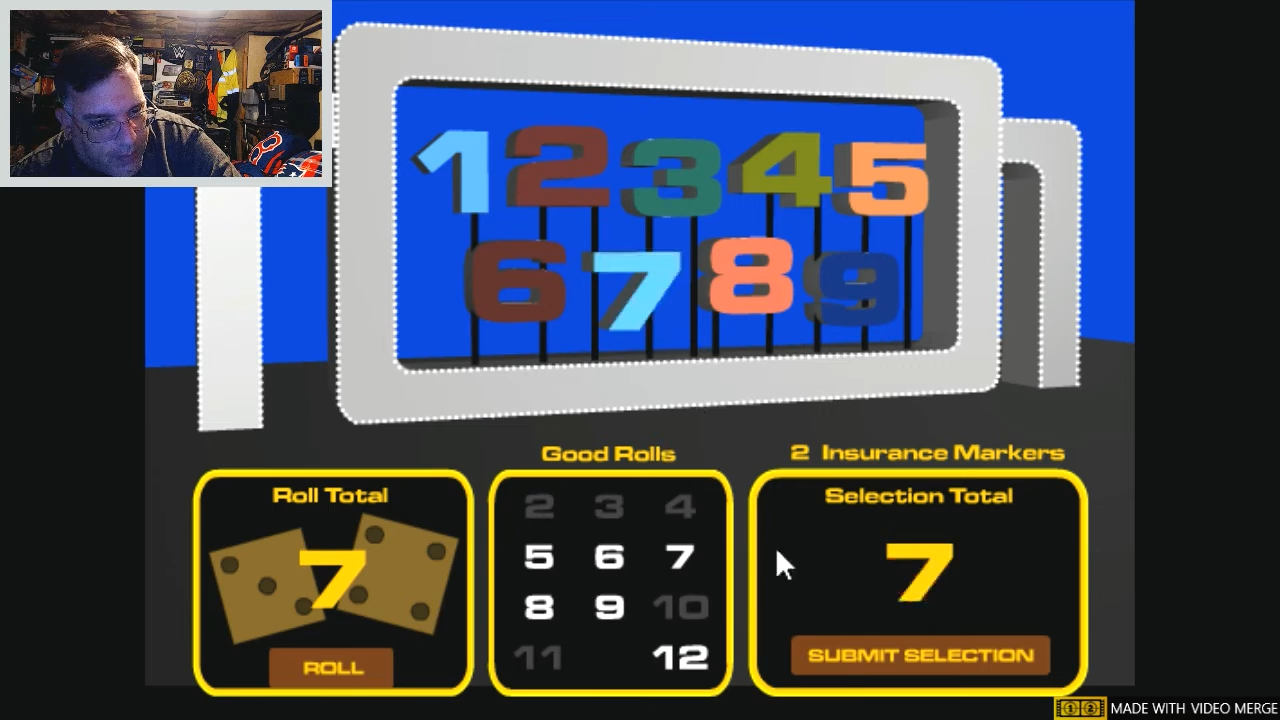 1 2 3 4 5
6 7 8 9
Good Rolls
2 Insurance Markers
Roll Total
7
ROLL
2 3 4
5 6 7
8 9 10
11 12
Selection Total
7
SUBMIT SELECTION
MADE WITH VIDEO MERGE